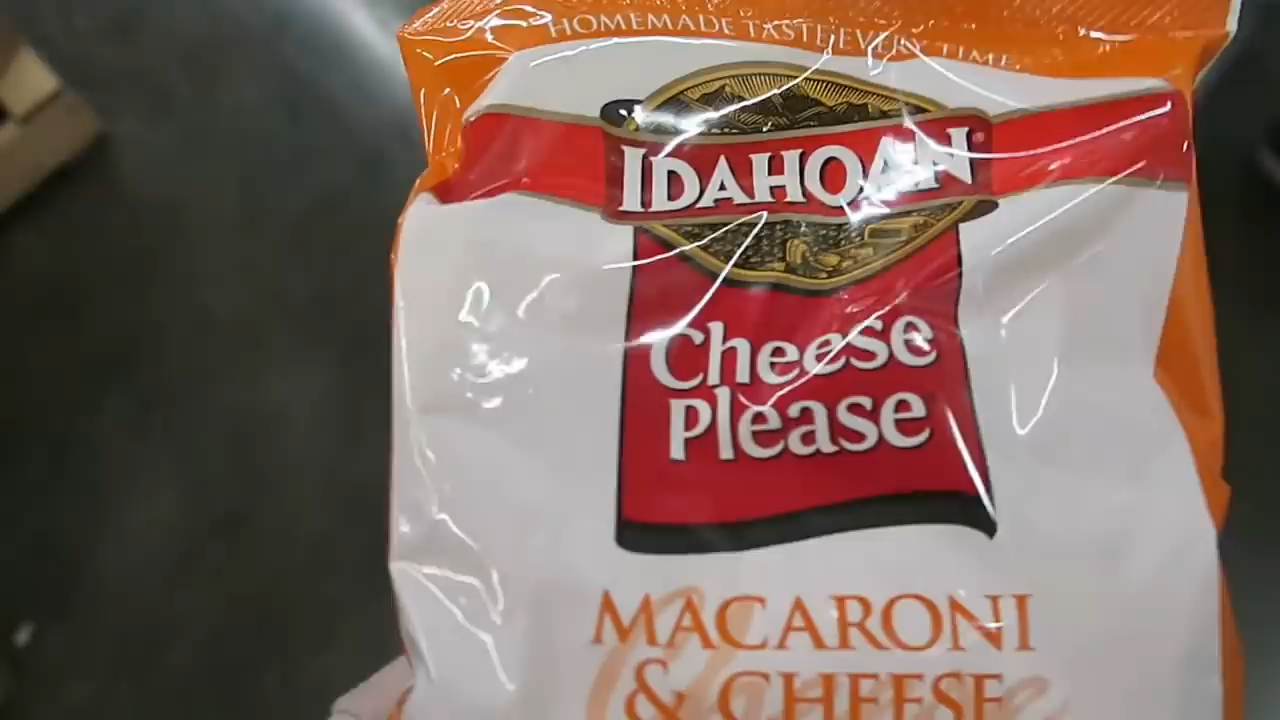 HOMEMADE TASTE EVERY TIME.
IDAHOAN
Cheese
Please
MACARONI
& CHEESE